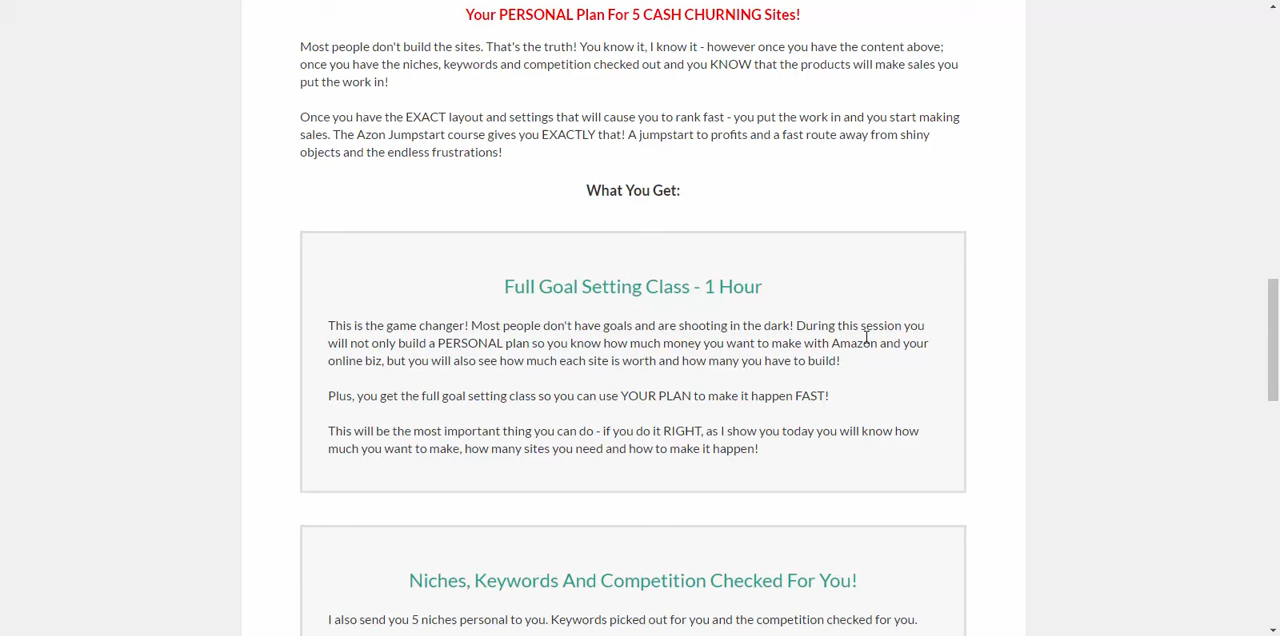 Your PERSONAL Plan For 5 CASH CHURNING Sites!
Most people don't build the sites. That's the truth! You know it, I know it - however once you have the content above;
once you have the niches, keywords and competition checked out and you KNOW that the products will make sales you
put the work in!
Once you have the EXACT layout and settings that will cause you to rank fast - you put the work in and you start making
sales. The Azon Jumpstart course gives you EXACTLY that! A jumpstart to profits and a fast route away from shiny
objects and the endless frustrations!
What You Get:
Full Goal Setting Class - 1 Hour
This is the game changer! Most people don't have goals and are shooting in the dark! During this session you
will not only build a PERSONAL plan so you know how much money you want to make with Amazon and your
online biz, but you will also see how much each site is worth and how many you have to build!
Plus, you get the full goal setting class so you can use YOUR PLAN to make it happen FAST!
This will be the most important thing you can do - if you do it RIGHT, as I show you today you will know how
much you want to make, how many sites you need and how to make it happen!
Niches, Keywords And Competition Checked For You!
I also send you 5 niches personal to you. Keywords picked out for you and the competition checked for you.